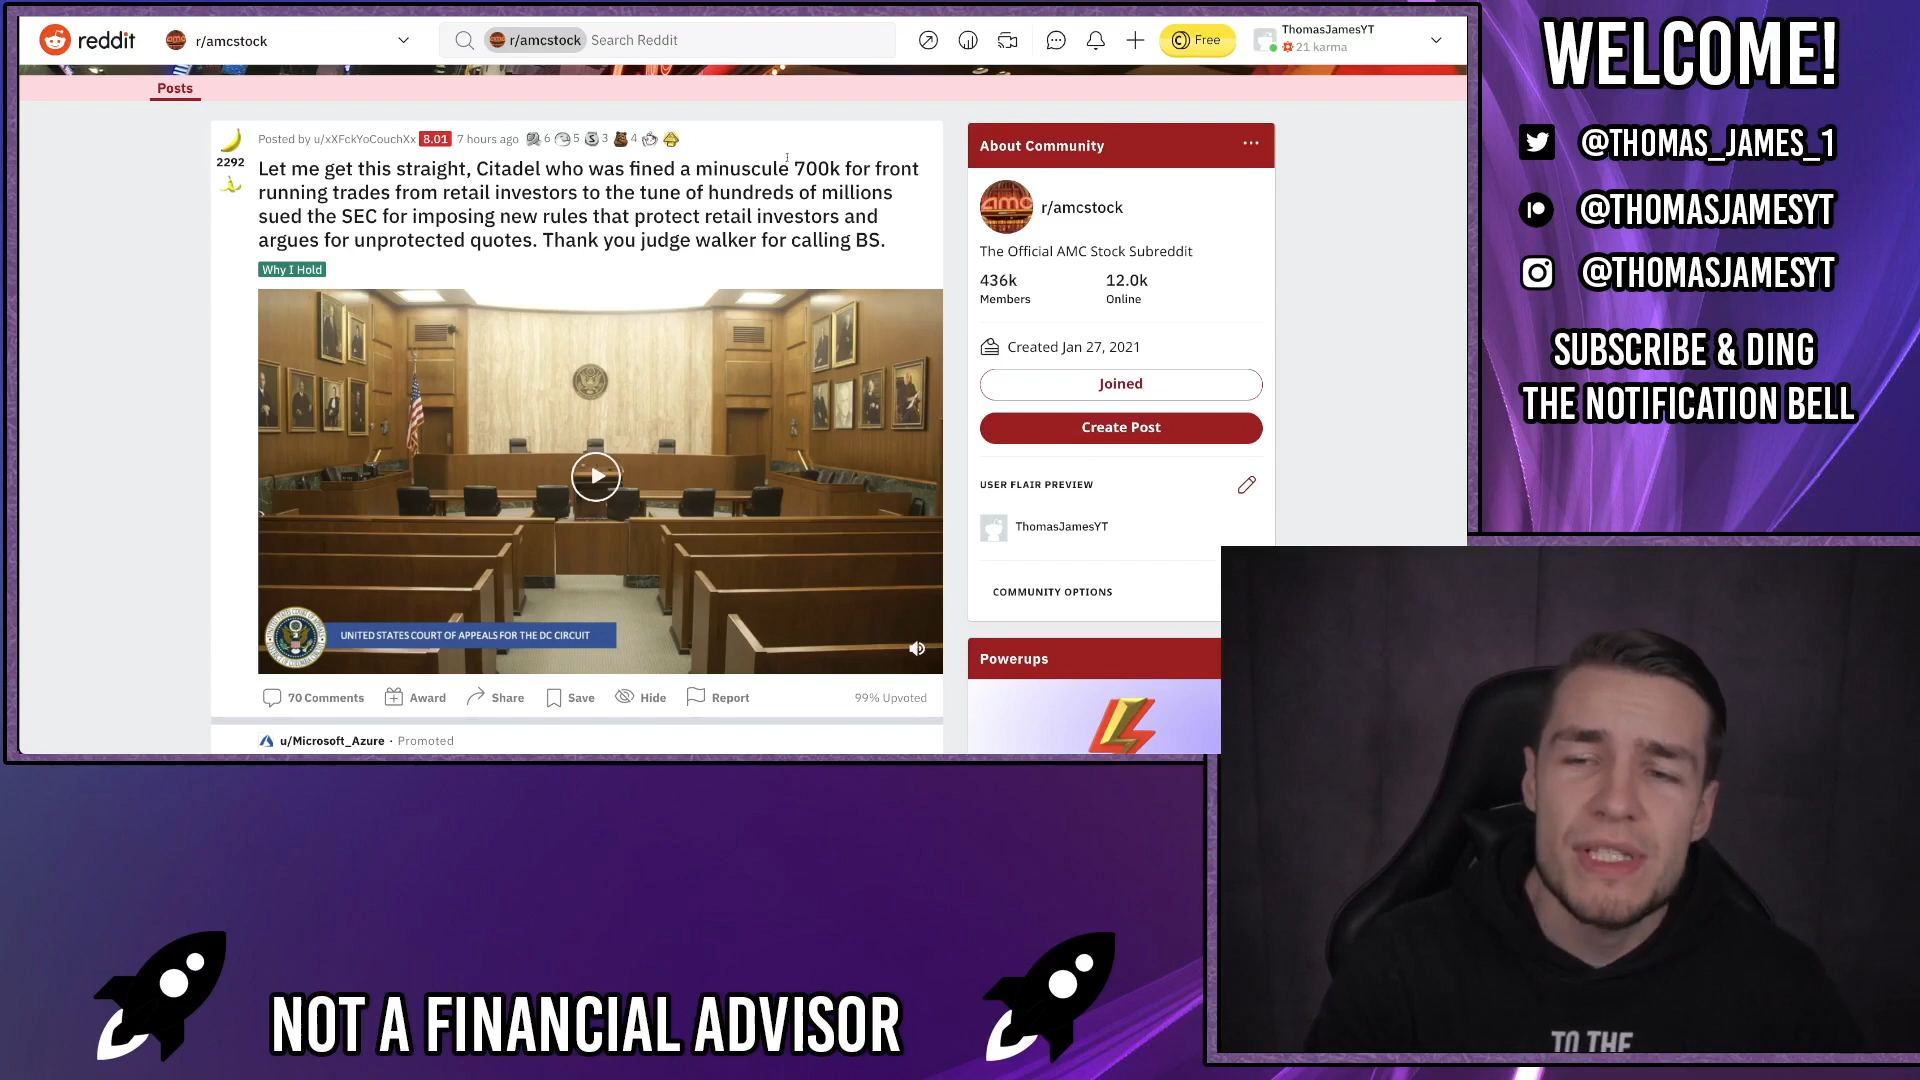 reddit
r/amcstock
r/amcstock Search Reddit
Free
ThomasJamesYT
21 karma
Posts
Posted by u/xXFckYoCouchXx 8.01 7 hours ago 6 5 3 4
2292
Let me get this straight, Citadel who was fined a minuscule 700k for front
running trades from retail investors to the tune of hundreds of millions
sued the SEC for imposing new rules that protect retail investors and
argues for unprotected quotes. Thank you judge walker for calling BS.
Why I Hold
UNITED STATES COURT OF APPEALS FOR THE DC CIRCUIT
70 Comments Award Share Save Hide Report 99% Upvoted
u/Microsoft_Azure · Promoted
About Community
amc
r/amcstock
The Official AMC Stock Subreddit
436k 12.0k
Members Online
Created Jan 27, 2021
Joined
Create Post
USER FLAIR PREVIEW
ThomasJamesYT
COMMUNITY OPTIONS
Powerups
WELCOME!
@THOMAS_JAMES_1
@THOMASJAMESYT
@THOMASJAMESYT
SUBSCRIBE & DING
THE NOTIFICATION BELL
TO THE
NOT A FINANCIAL ADVISOR